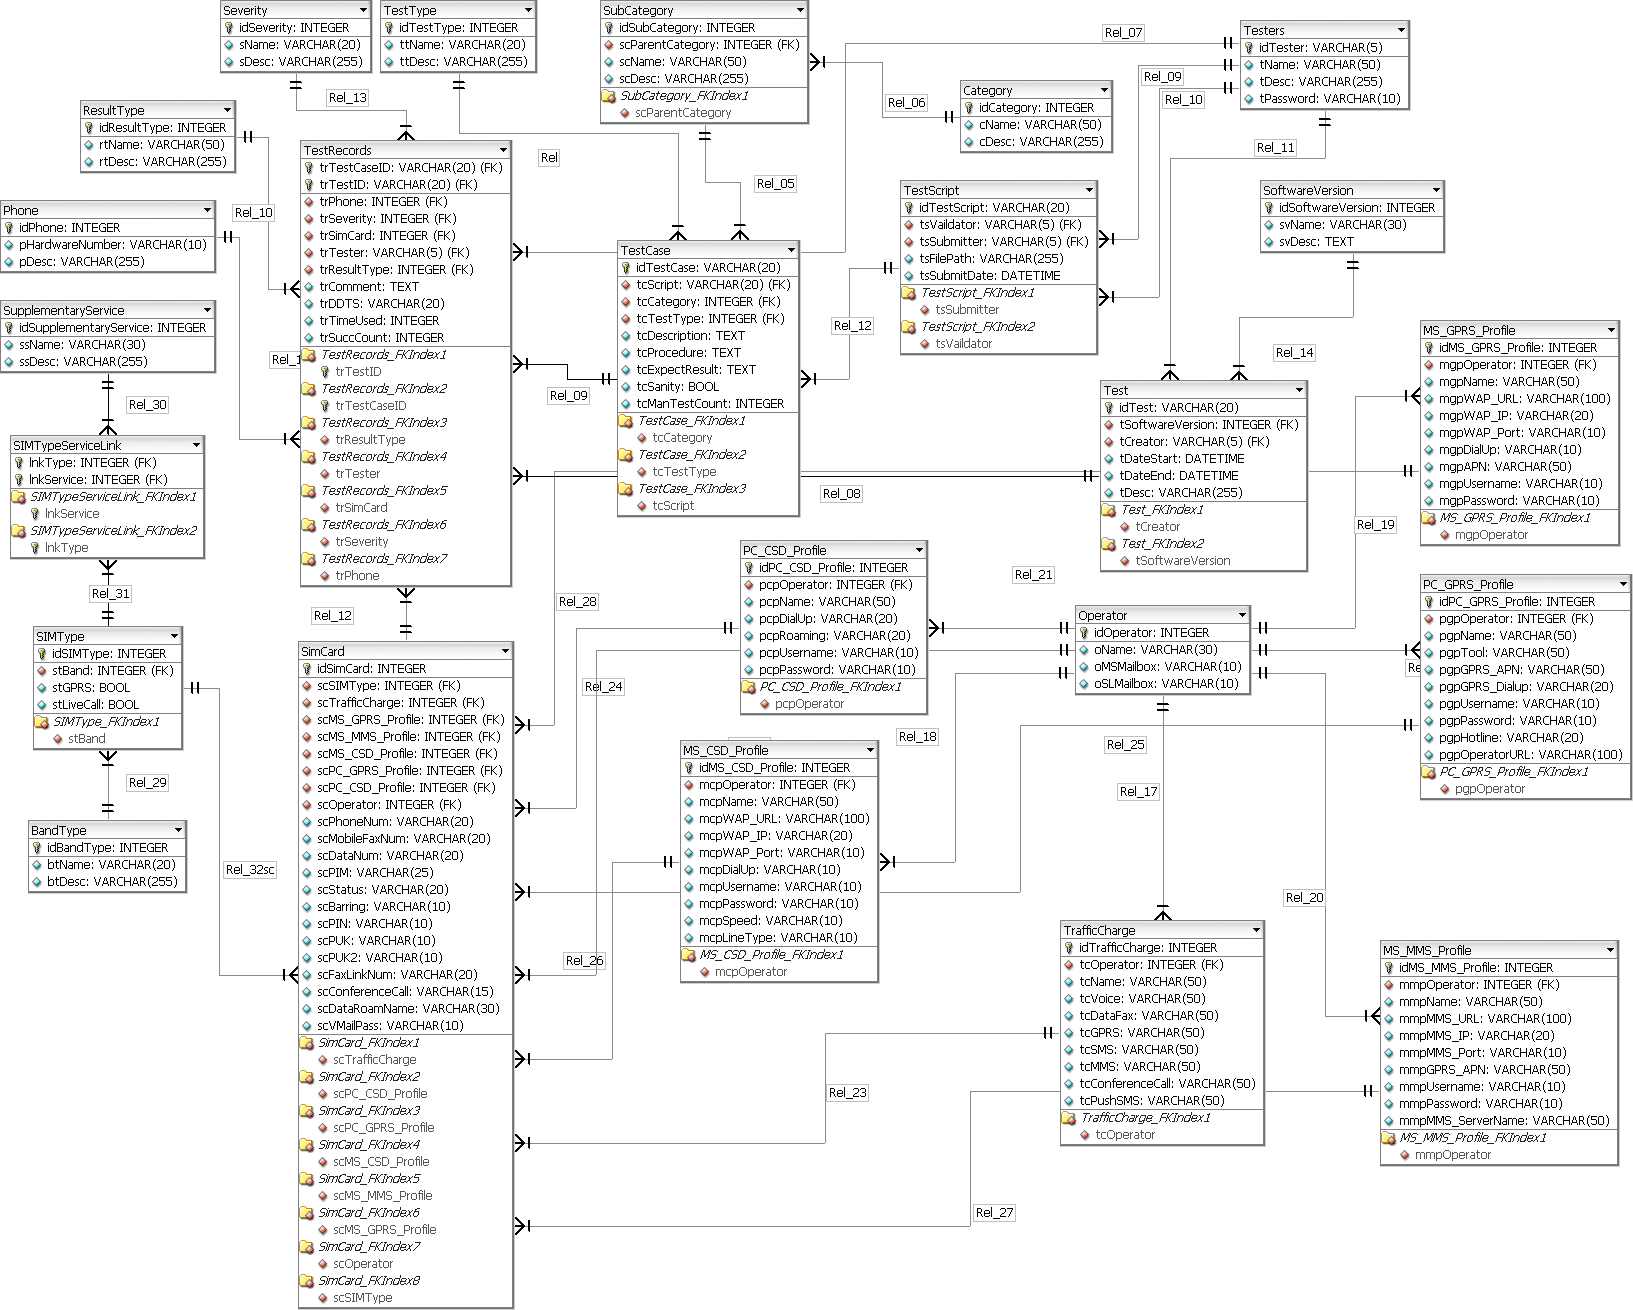 Severity
idSeverity: INTEGER
sName: VARCHAR(20)
sDesc: VARCHAR(255)
TestType
idTestType: INTEGER
ttName: VARCHAR(20)
ttDesc: VARCHAR(255)
SubCategory
idSubCategory: INTEGER
scParentCategory: INTEGER (FK)
scName: VARCHAR(50)
scDesc: VARCHAR(255)
SubCategory_FKIndex1
scParentCategory
Category
idCategory: INTEGER
cName: VARCHAR(50)
cDesc: VARCHAR(255)
Testers
idTester: VARCHAR(5)
tName: VARCHAR(50)
tDesc: VARCHAR(255)
tPassword: VARCHAR(10)
Rel_07
Rel_09
Rel_10
Rel_06
Rel_11
Rel_13
Rel
Rel_05
ResultType
idResultType: INTEGER
rtName: VARCHAR(50)
rtDesc: VARCHAR(255)
Rel_10
Phone
idPhone: INTEGER
pHardwareNumber: VARCHAR(10)
pDesc: VARCHAR(255)
SupplementaryService
idSupplementaryService: INTEGER
ssName: VARCHAR(30)
ssDesc: VARCHAR(255)
Rel_1
Rel_30
TestRecords
trTestCaseID: VARCHAR(20) (FK)
trTestID: VARCHAR(20) (FK)
trPhone: INTEGER (FK)
trSeverity: INTEGER (FK)
trSimCard: INTEGER (FK)
trTester: VARCHAR(5) (FK)
trResultType: INTEGER (FK)
trComment: TEXT
trDDTS: VARCHAR(20)
trTimeUsed: INTEGER
trSuccCount: INTEGER
TestRecords_FKIndex1
trTestID
TestRecords_FKIndex2
trTestCaseID
TestRecords_FKIndex3
trResultType
TestRecords_FKIndex4
trTester
TestRecords_FKIndex5
trSimCard
TestRecords_FKIndex6
trSeverity
TestRecords_FKIndex7
trPhone
TestCase
idTestCase: VARCHAR(20)
tcScript: VARCHAR(20) (FK)
tcCategory: INTEGER (FK)
tcTestType: INTEGER (FK)
tcDescription: TEXT
tcProcedure: TEXT
tcExpectResult: TEXT
tcSanity: BOOL
tcManTestCount: INTEGER
TestCase_FKIndex1
tcCategory
TestCase_FKIndex2
tcTestType
TestCase_FKIndex3
tcScript
Rel_09
Rel_12
Rel_08
TestScript
idTestScript: VARCHAR(20)
tsVaildator: VARCHAR(5) (FK)
tsSubmitter: VARCHAR(5) (FK)
tsFilePath: VARCHAR(255)
tsSubmitDate: DATETIME
TestScript_FKIndex1
tsSubmitter
TestScript_FKIndex2
tsVaildator
SoftwareVersion
idSoftwareVersion: INTEGER
svName: VARCHAR(30)
svDesc: TEXT
Rel_14
Test
idTest: VARCHAR(20)
tSoftwareVersion: INTEGER (FK)
tCreator: VARCHAR(5) (FK)
tDateStart: DATETIME
tDateEnd: DATETIME
tDesc: VARCHAR(255)
Test_FKIndex1
tCreator
Test_FKIndex2
tSoftwareVersion
MS_GPRS_Profile
idMS_GPRS_Profile: INTEGER
mgpOperator: INTEGER (FK)
mgpName: VARCHAR(50)
mgpWAP_URL: VARCHAR(100)
mgpWAP_IP: VARCHAR(20)
mgpWAP_Port: VARCHAR(10)
mgpDialUp: VARCHAR(10)
mgpAPN: VARCHAR(50)
mgpUsername: VARCHAR(10)
mgpPassword: VARCHAR(10)
MS_GPRS_Profile_FKIndex1
mgpOperator
Rel_19
SIMTypeServiceLink
lnkType: INTEGER (FK)
lnkService: INTEGER (FK)
SIMTypeServiceLink_FKIndex1
lnkService
SIMTypeServiceLink_FKIndex2
lnkType
Rel_31
SIMType
idSIMType: INTEGER
stBand: INTEGER (FK)
stGPRS: BOOL
stLiveCall: BOOL
SIMType_FKIndex1
stBand
Rel_29
BandType
idBandType: INTEGER
btName: VARCHAR(20)
btDesc: VARCHAR(255)
Rel_32sc
Rel_12
SimCard
idSimCard: INTEGER
scSIMType: INTEGER (FK)
scTrafficCharge: INTEGER (FK)
scMS_GPRS_Profile: INTEGER (FK)
scMS_MMS_Profile: INTEGER (FK)
scMS_CSD_Profile: INTEGER (FK)
scPC_GPRS_Profile: INTEGER (FK)
scPC_CSD_Profile: INTEGER (FK)
scOperator: INTEGER (FK)
scPhoneNum: VARCHAR(20)
scMobileFaxNum: VARCHAR(20)
scDataNum: VARCHAR(20)
scPIM: VARCHAR(25)
scStatus: VARCHAR(20)
scBarring: VARCHAR(10)
scPIN: VARCHAR(10)
scPUK: VARCHAR(10)
scPUK2: VARCHAR(10)
scFaxLinkNum: VARCHAR(20)
scConferenceCall: VARCHAR(15)
scDataRoamName: VARCHAR(30)
scVMailPass: VARCHAR(10)
SimCard_FKIndex1
scTrafficCharge
SimCard_FKIndex2
scPC_CSD_Profile
SimCard_FKIndex3
scPC_GPRS_Profile
SimCard_FKIndex4
scMS_CSD_Profile
SimCard_FKIndex5
scMS_MMS_Profile
SimCard_FKIndex6
scMS_GPRS_Profile
SimCard_FKIndex7
scOperator
SimCard_FKIndex8
scSIMType
Rel_28
Rel_24
Rel_26
PC_CSD_Profile
idPC_CSD_Profile: INTEGER
pcpOperator: INTEGER (FK)
pcpName: VARCHAR(50)
pcpDialUp: VARCHAR(20)
pcpRoaming: VARCHAR(20)
pcpUsername: VARCHAR(10)
pcpPassword: VARCHAR(10)
PC_CSD_Profile_FKIndex1
pcpOperator
Rel_21
Rel_18
Operator
idOperator: INTEGER
oName: VARCHAR(30)
oMSMailbox: VARCHAR(10)
oSLMailbox: VARCHAR(10)
Rel_25
Rel_17
PC_GPRS_Profile
idPC_GPRS_Profile: INTEGER
pgpOperator: INTEGER (FK)
pgpName: VARCHAR(50)
pgpTool: VARCHAR(50)
pgpGPRS_APN: VARCHAR(50)
pgpGPRS_Dialup: VARCHAR(20)
pgpUsername: VARCHAR(10)
pgpPassword: VARCHAR(10)
pgpHotline: VARCHAR(20)
pgpOperatorURL: VARCHAR(100)
PC_GPRS_Profile_FKIndex1
pgpOperator
MS_CSD_Profile
idMS_CSD_Profile: INTEGER
mcpOperator: INTEGER (FK)
mcpName: VARCHAR(50)
mcpWAP_URL: VARCHAR(100)
mcpWAP_IP: VARCHAR(20)
mcpWAP_Port: VARCHAR(10)
mcpDialUp: VARCHAR(10)
mcpUsername: VARCHAR(10)
mcpPassword: VARCHAR(10)
mcpSpeed: VARCHAR(10)
mcpLineType: VARCHAR(10)
MS_CSD_Profile_FKIndex1
mcpOperator
Rel_20
Rel_23
Rel_27
TrafficCharge
idTrafficCharge: INTEGER
tcOperator: INTEGER (FK)
tcName: VARCHAR(50)
tcVoice: VARCHAR(50)
tcDataFax: VARCHAR(50)
tcGPRS: VARCHAR(50)
tcSMS: VARCHAR(50)
tcMMS: VARCHAR(50)
tcConferenceCall: VARCHAR(50)
tcPushSMS: VARCHAR(50)
TrafficCharge_FKIndex1
tcOperator
MS_MMS_Profile
idMS_MMS_Profile: INTEGER
mmpOperator: INTEGER (FK)
mmpName: VARCHAR(50)
mmpMMS_URL: VARCHAR(100)
mmpMMS_IP: VARCHAR(20)
mmpMMS_Port: VARCHAR(10)
mmpGPRS_APN: VARCHAR(50)
mmpUsername: VARCHAR(10)
mmpPassword: VARCHAR(10)
mmpMMS_ServerName: VARCHAR(50)
MS_MMS_Profile_FKIndex1
mmpOperator